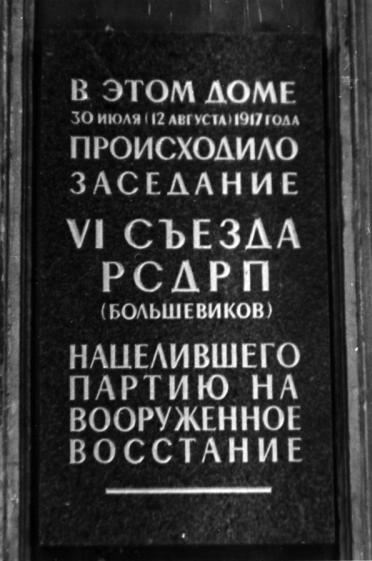 В ЭТОМ ДОМЕ
30 ИЮЛЯ (12 АВГУСТА) 1917 ГОДА
ПРОИСХОДИЛО
ЗАСЕДАНИЕ
VI СЪЕЗДА
РСДРП
(БОЛЬШЕВИКОВ)
НАЦЕЛИВШЕГО
ПАРТИЮ НА
ВООРУЖЕННОЕ
ВОССТАНИЕ